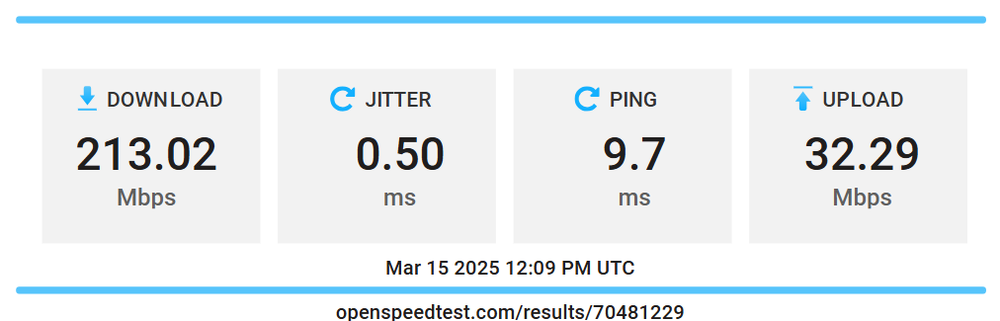 DOWNLOAD
213.02
Mbps
JITTER
0.50
ms
PING
9.7
ms
UPLOAD
32.29
Mbps
Mar 15 2025 12:09 PM UTC
openspeedtest.com/results/70481229